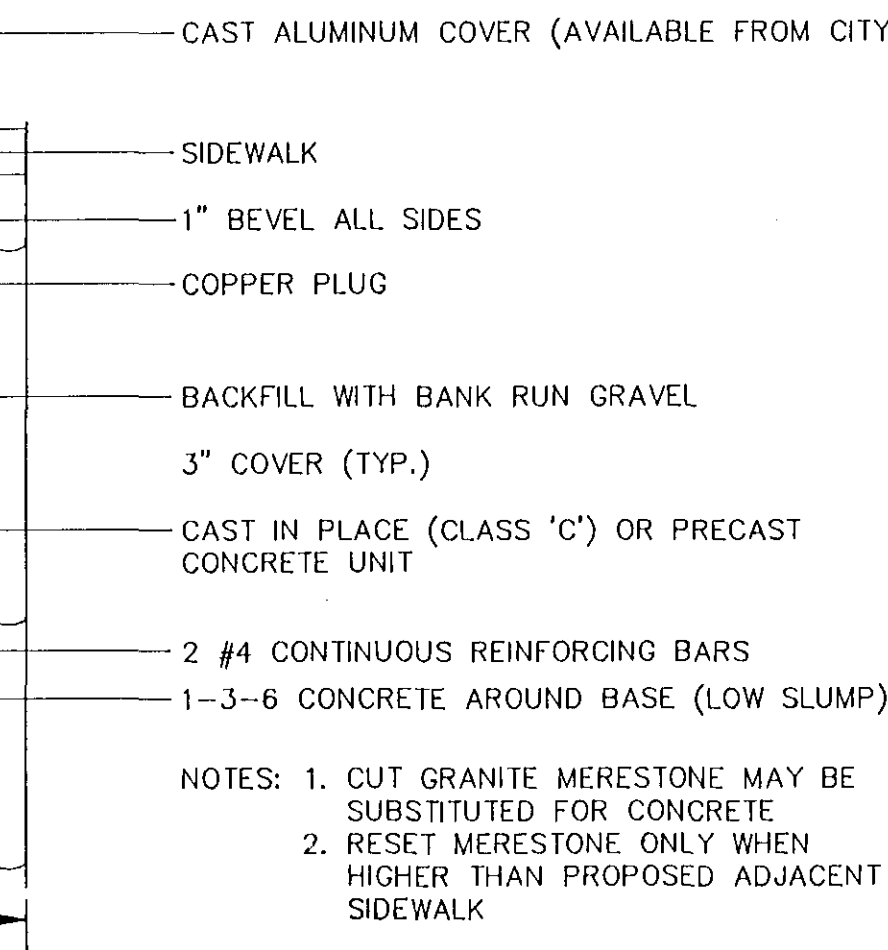 CAST ALUMINUM COVER (AVAILABLE FROM CITY
SIDEWALK
1" BEVEL ALL SIDES
COPPER PLUG
BACKFILL WITH BANK RUN GRAVEL
3" COVER (TYP.)
CAST IN PLACE (CLASS 'C') OR PRECAST
CONCRETE UNIT
2 #4 CONTINUOUS REINFORCING BARS
1-3-6 CONCRETE AROUND BASE (LOW SLUMP)
NOTES: 1. CUT GRANITE MERESTONE MAY BE
SUBSTITUTED FOR CONCRETE
2. RESET MERESTONE ONLY WHEN
HIGHER THAN PROPOSED ADJACENT
SIDEWALK